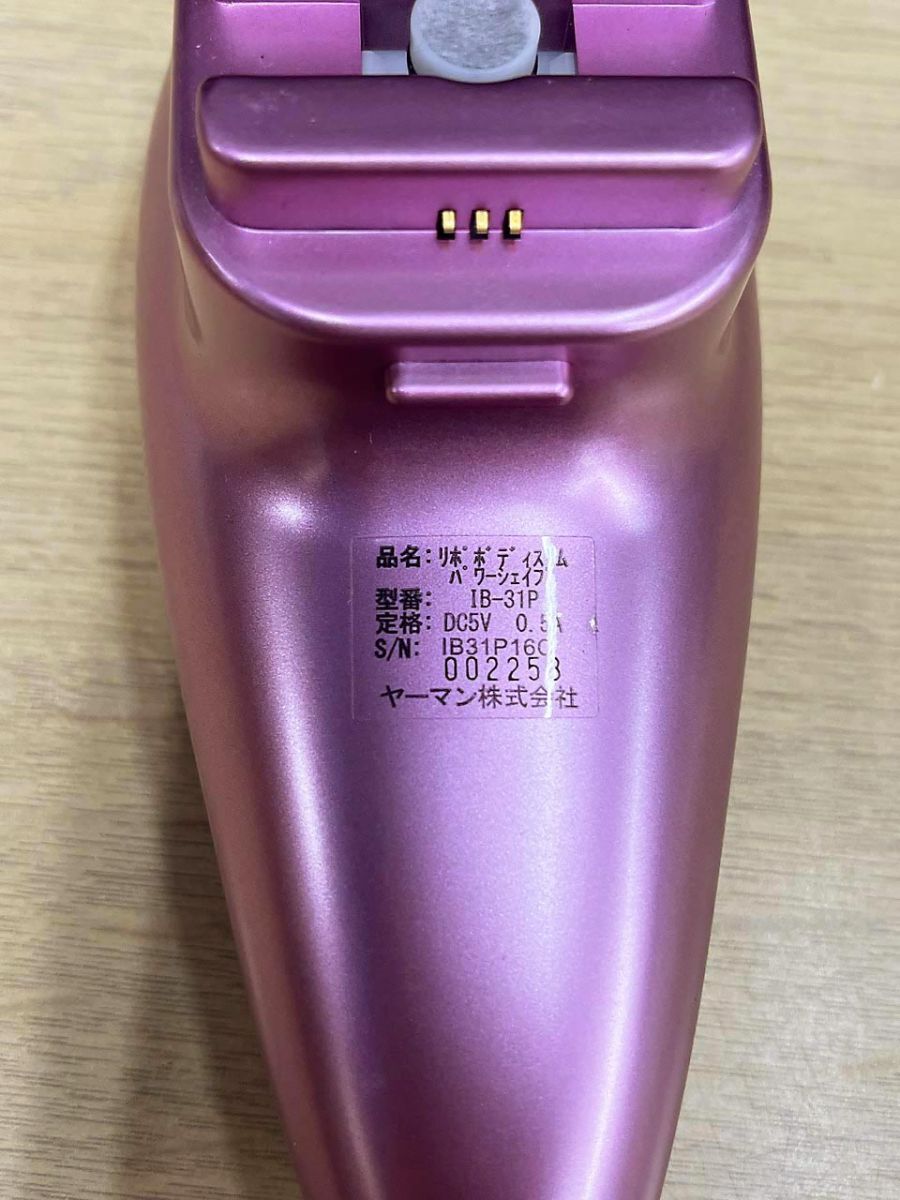 品名: ﾘﾎﾟﾎﾞﾃﾞｨｽﾘﾑ
ﾊﾟﾜｰｼｪｲﾌﾟ
型番: IB-31P
定格: DC5V 0.5A
S/N: IB31P16
002258
ヤーマン株式会社